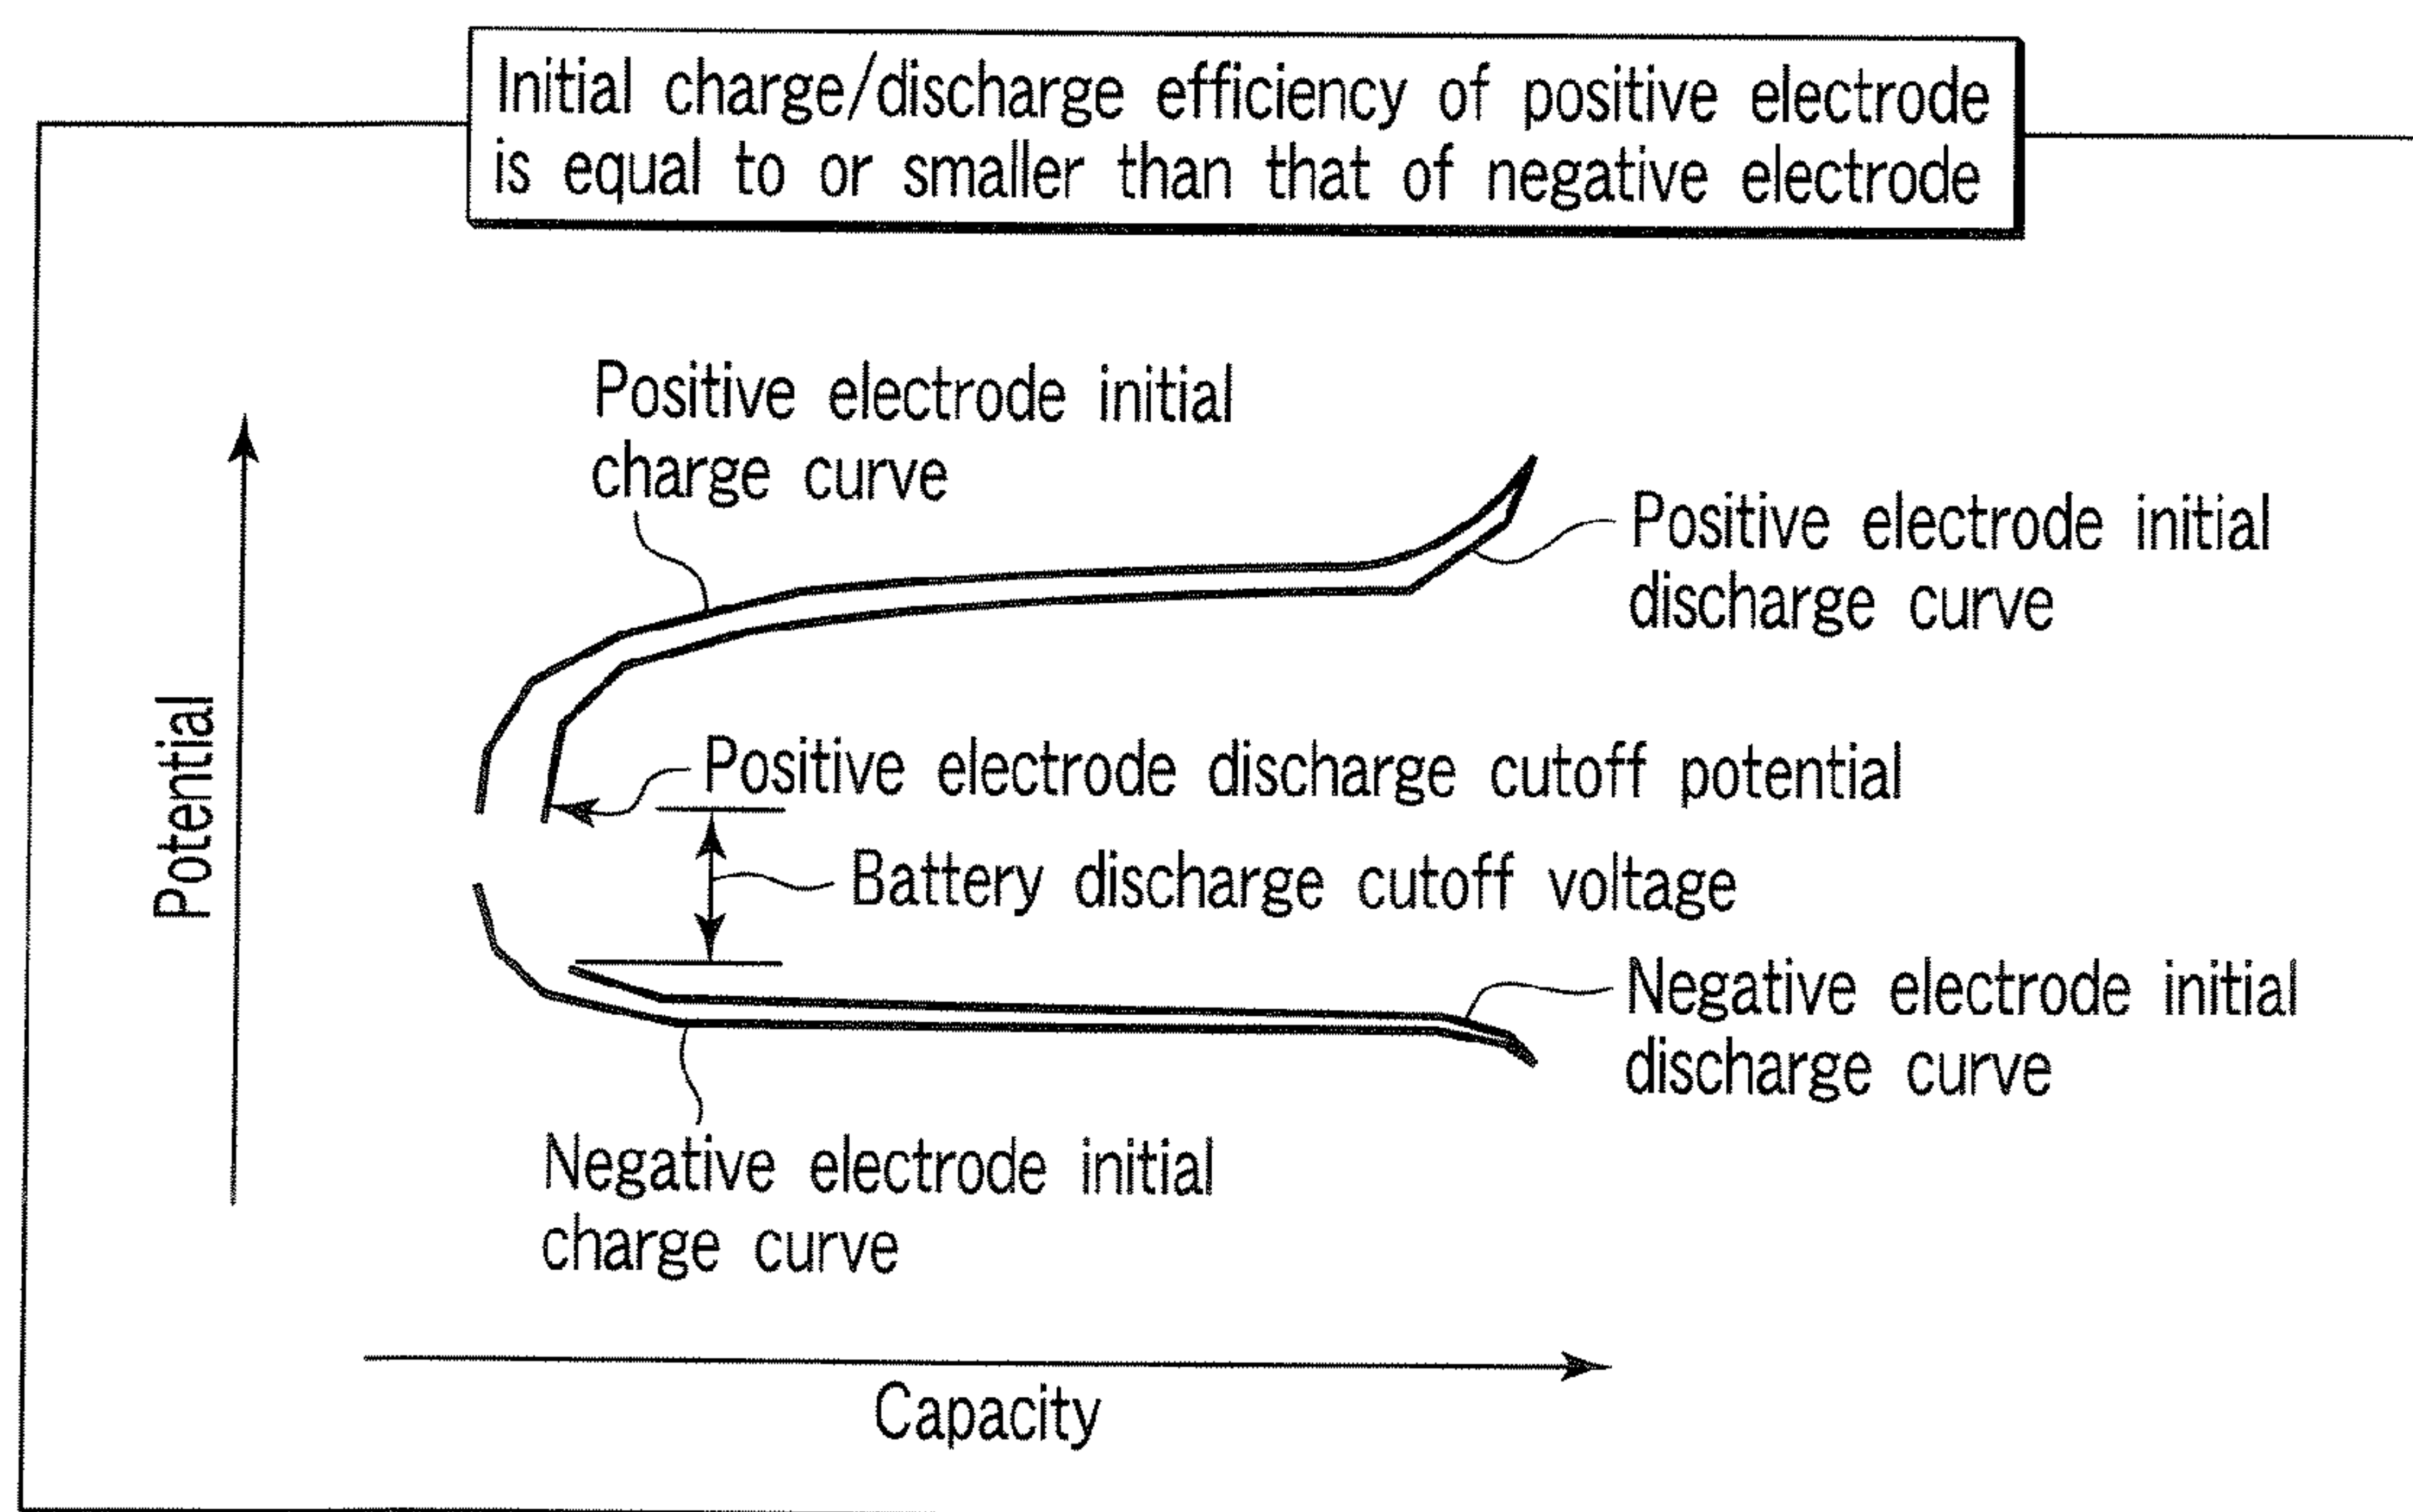 Initial charge/discharge efficiency of positive electrode
is equal to or smaller than that of negative electrode
Positive electrode initial
charge curve
Positive electrode initial
discharge curve
Potential
Positive electrode discharge cutoff potential
Battery discharge cutoff voltage
Negative electrode initial
discharge curve
Negative electrode initial
charge curve
Capacity